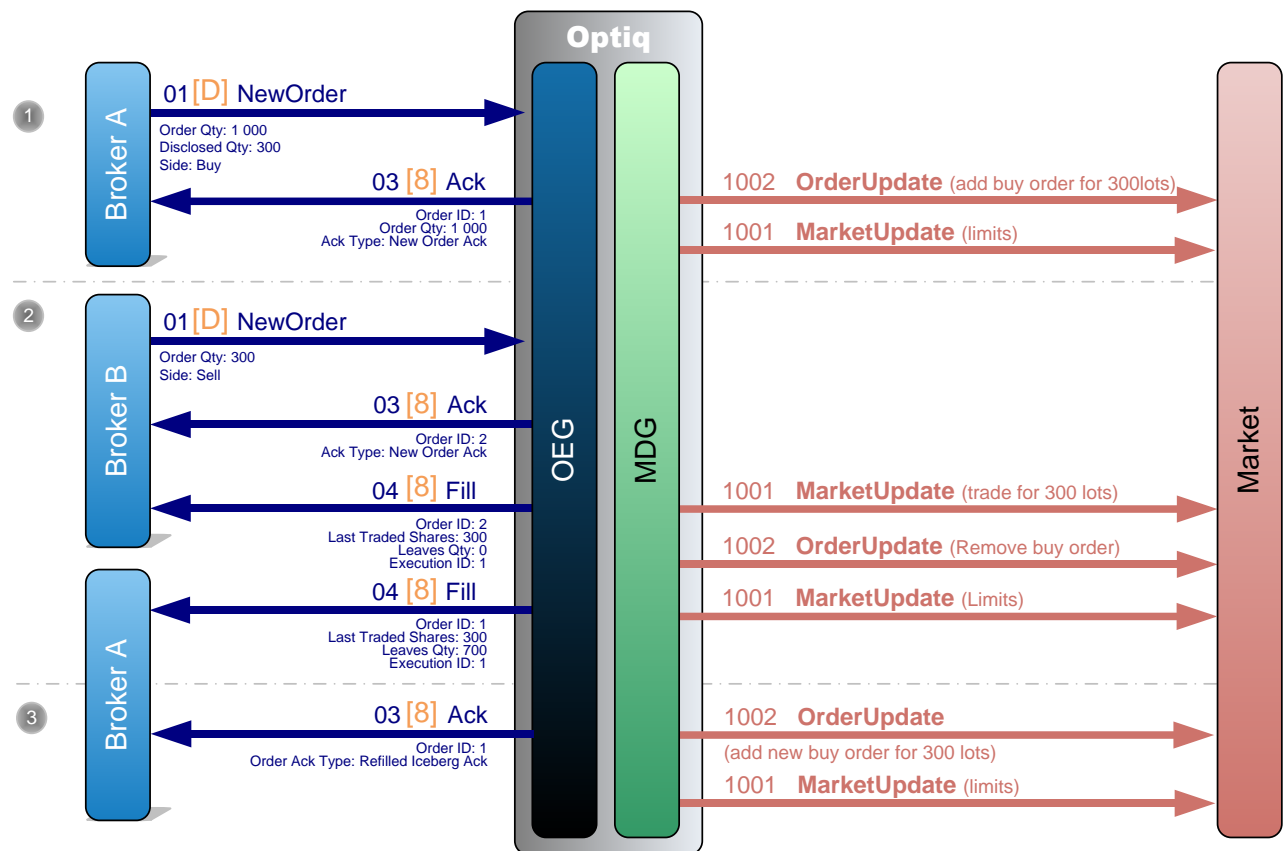 Optiq
1
Broker A
01 [D] NewOrder
Order Qty: 1 000
Disclosed Qty: 300
Side: Buy
03 [8] Ack
Order ID: 1
Order Qty: 1 000
Ack Type: New Order Ack
1002 OrderUpdate (add buy order for 300lots)
1001 MarketUpdate (limits)
OEG
MDG
Market
2
Broker B
01 [D] NewOrder
Order Qty: 300
Side: Sell
03 [8] Ack
Order ID: 2
Ack Type: New Order Ack
04 [8] Fill
Order ID: 2
Last Traded Shares: 300
Leaves Qty: 0
Execution ID: 1
1001 MarketUpdate (trade for 300 lots)
1002 OrderUpdate (Remove buy order)
Broker A
04 [8] Fill
Order ID: 1
Last Traded Shares: 300
Leaves Qty: 700
Execution ID: 1
1001 MarketUpdate (Limits)
3
03 [8] Ack
Order ID: 1
Order Ack Type: Refilled Iceberg Ack
1002 OrderUpdate
(add new buy order for 300 lots)
1001 MarketUpdate (limits)